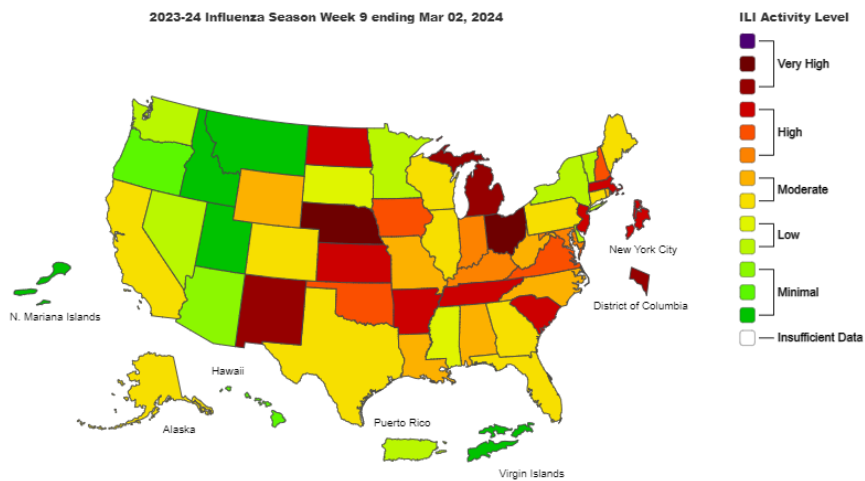 2023-24 Influenza Season Week 9 ending Mar 02, 2024
ILI Activity Level
Very High
High
Moderate
Low
Minimal
Insufficient Data
New York City
District of Columbia
N. Mariana Islands
Hawaii
Alaska
Puerto Rico
Virgin Islands